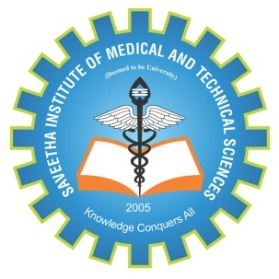 SAVEETHA INSTITUTE OF MEDICAL AND TECHNICAL SCIENCES
(Deemed to be University)
2005
Knowledge Conquers All